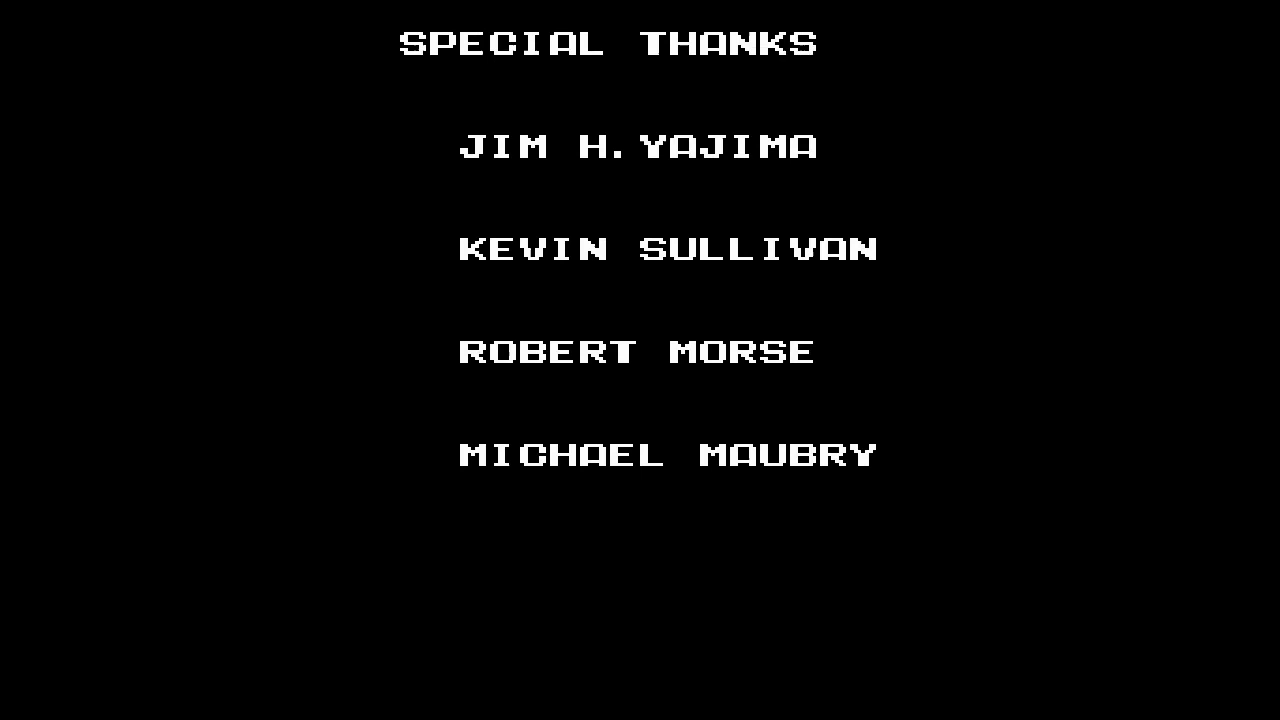 SPECIAL THANKS
JIM H.YAJIMA
KEVIN SULLIVAN
ROBERT MORSE
MICHAEL MAUBRY